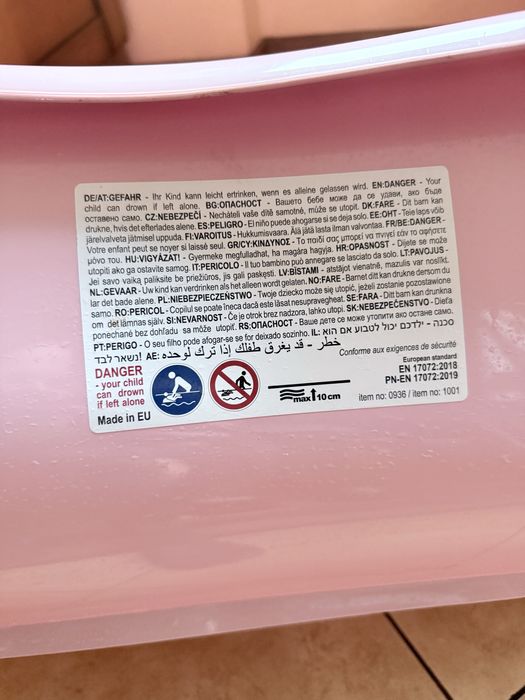 DE/AT:GEFAHR - Ihr Kind kann leicht ertrinken, wenn es alleine gelassen wird. EN:DANGER - Your
child can drown if left alone. BG:ОПАСНОСТ - Вашето бебе може да се удави, ако бъде
оставено само. CZ:NEBEZPEČÍ - Necháteli vaše dítě samotné, může se utopit. DK:FARE - Dit barn kan
drukne, hvis det efterlades alene. ES:PELIGRO - El niño puede ahogarse si se deja solo. EE:OHT - Teie laps võib
järelvalveta jätmisel uppuda. FI:VAROITUS - Hukkumisvaara. Älä jätä lasta ilman valvontaa. FR/BE:DANGER -
Votre enfant peut se noyer si laissé seul. GR/CY:ΚΙΝΔΥΝΟΣ - Το παιδί σας μπορεί να πνιγεί εάν το αφήσετε
μόνο του. HU:VIGYÁZAT! - Gyermeke megfulladhat, ha magára hagyja. HR:OPASNOST - Dijete se može
utopiti ako ga ostavite samog. IT:PERICOLO - Il tuo bambino può annegare se lasciato da solo. LT:PAVOJUS -
Jei savo vaiką paliksite be priežiūros, jis gali paskęsti. LV:BĪSTAMI - atstājot vienatnē, mazulis var noslīkt.
NL:GEVAAR - Uw kind kan verdrinken als het alleen wordt gelaten. NO:FARE - Barnet ditt kan drukne dersom du
lar det bade alene. PL:NIEBEZPIECZEŃSTWO - Twoje dziecko może się utopić, jeżeli zostanie pozostawione
samo. RO:PERICOL - Copilul se poate îneca dacă este lăsat nesupravegheat. SE:FARA - Ditt barn kan drunkna
om det lämnas själv. SI:NEVARNOST - Če je otrok brez nadzora, lahko utopi. SK:NEBEZPEČENSTVO - Dieťa
ponechané bez dohľadu sa môže utopiť. RS:ОПАСНОСТ - Ваше дете се може утопити ако остане само.
PT:PERIGO - O seu filho pode afogar-se se for deixado sozinho. IL: סכנה - ילדכם יכול לטבוע אם הוא
נשאר לבד! AE: خطر - قد يغرق طفلك إذا ترك لوحده
DANGER
- your child
can drown
if left alone
Made in EU
max 10 cm
Conforme aux exigences de sécurité
European standard
EN 17072:2018
PN-EN 17072:2019
item no: 0936 / item no: 1001